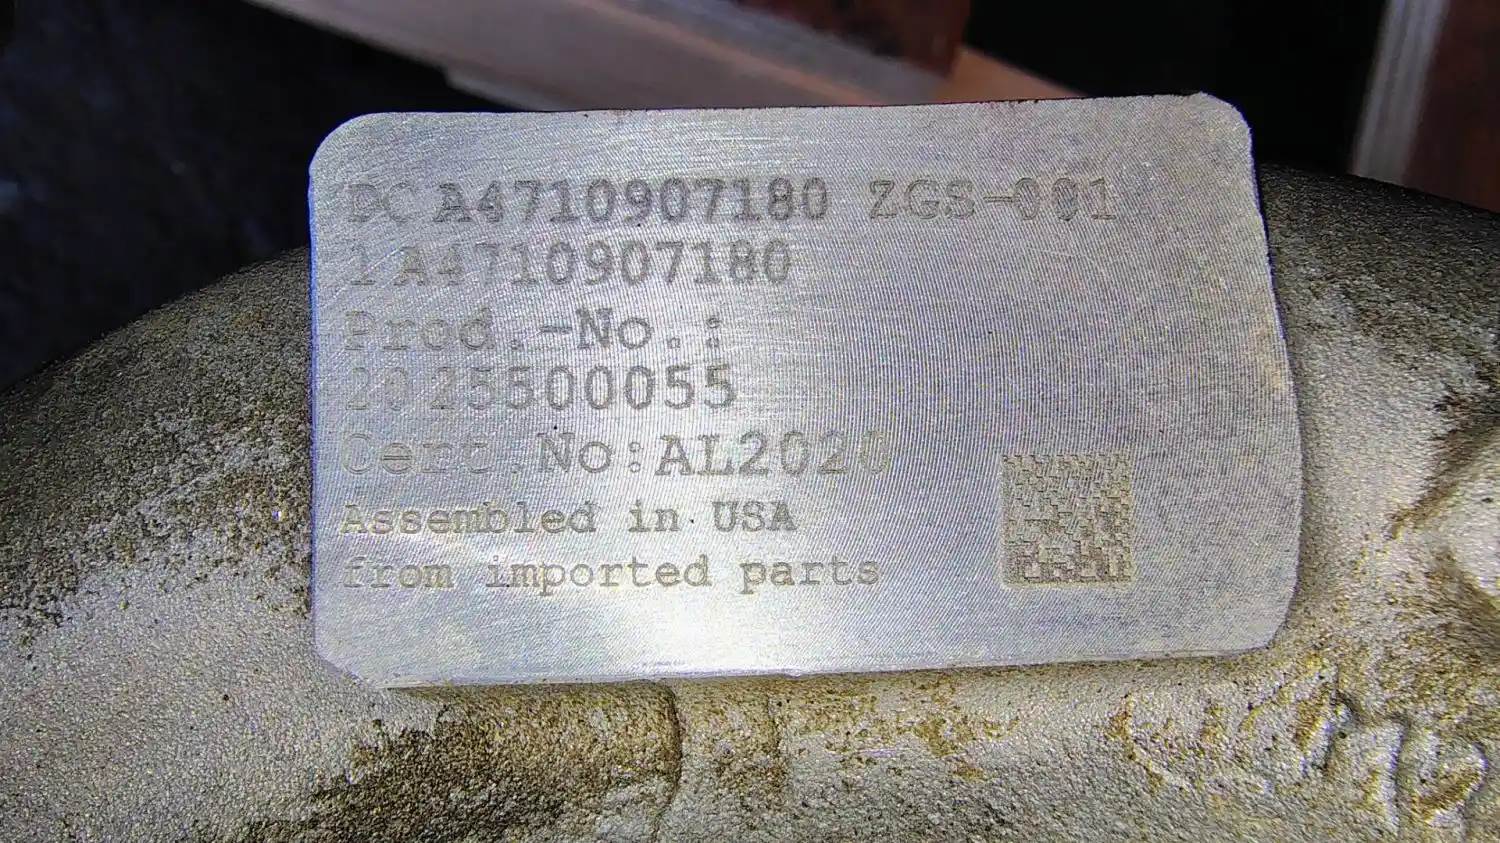 DC A4710907180 ZGS-001
1 A4710907180
Prod.-No.:
2025500055
Cert.No:AL2020
Assembled in USA
from imported parts